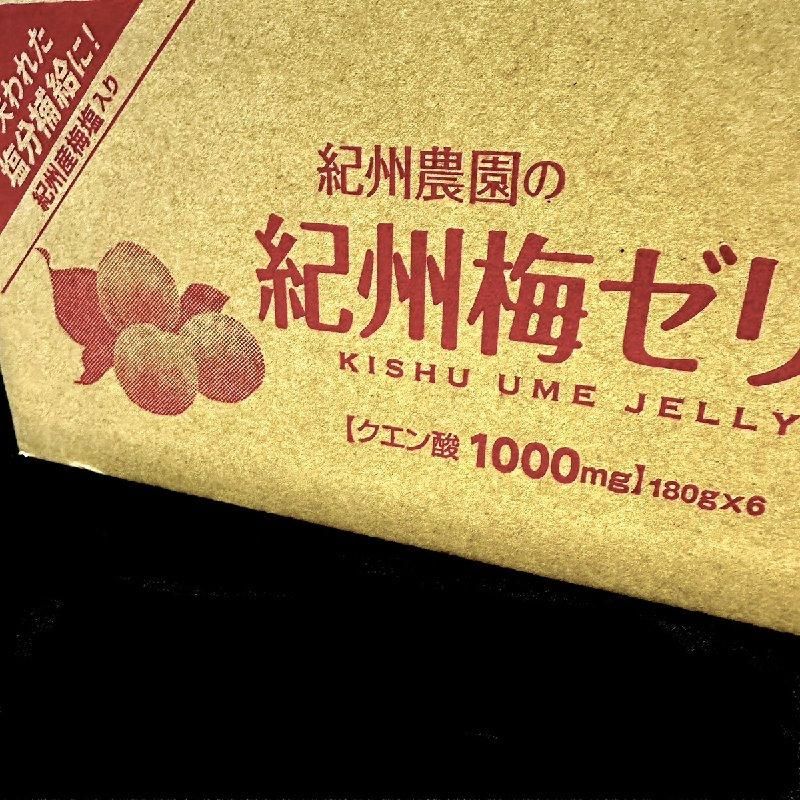 失われた
塩分補給に!
紀州産梅塩入り
紀州農園の
紀州梅ゼリ
KISHU UME JELLY
【クエン酸 1000mg】180g×6